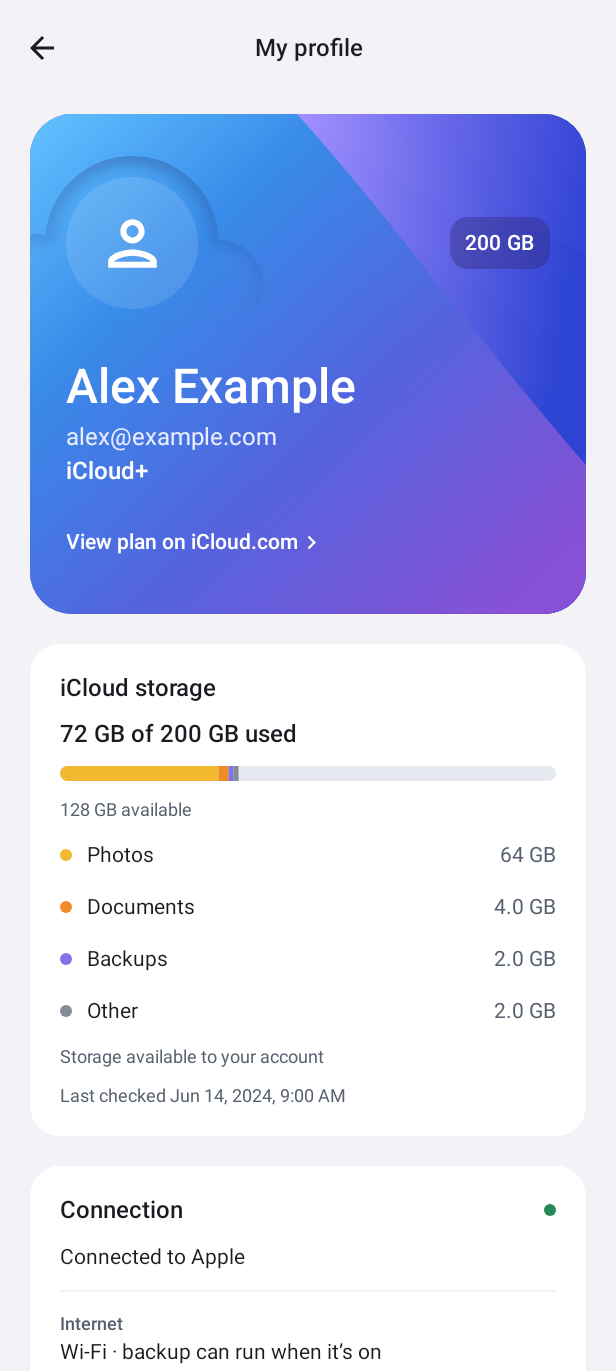 My profile
200 GB
Alex Example
alex@example.com
iCloud+
View plan on iCloud.com
iCloud storage
72 GB of 200 GB used
128 GB available
Photos 64 GB
Documents 4.0 GB
Backups 2.0 GB
Other 2.0 GB
Storage available to your account
Last checked Jun 14, 2024, 9:00 AM
Connection
Connected to Apple
Internet
Wi-Fi · backup can run when it’s on